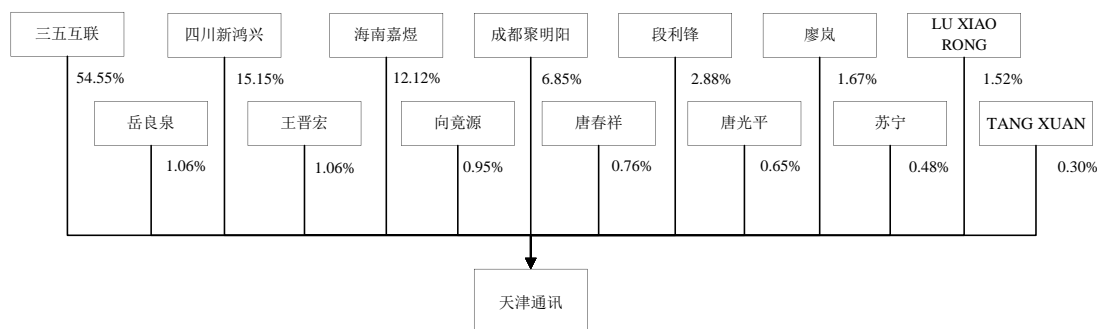 三五互联
四川新鸿兴
海南嘉煜
成都聚明阳
段利锋
廖岚
LU XIAO
RONG
54.55%
15.15%
12.12%
6.85%
2.88%
1.67%
1.52%
岳良泉
王晋宏
向竟源
唐春祥
唐光平
苏宁
TANG XUAN
1.06%
1.06%
0.95%
0.76%
0.65%
0.48%
0.30%
天津通讯